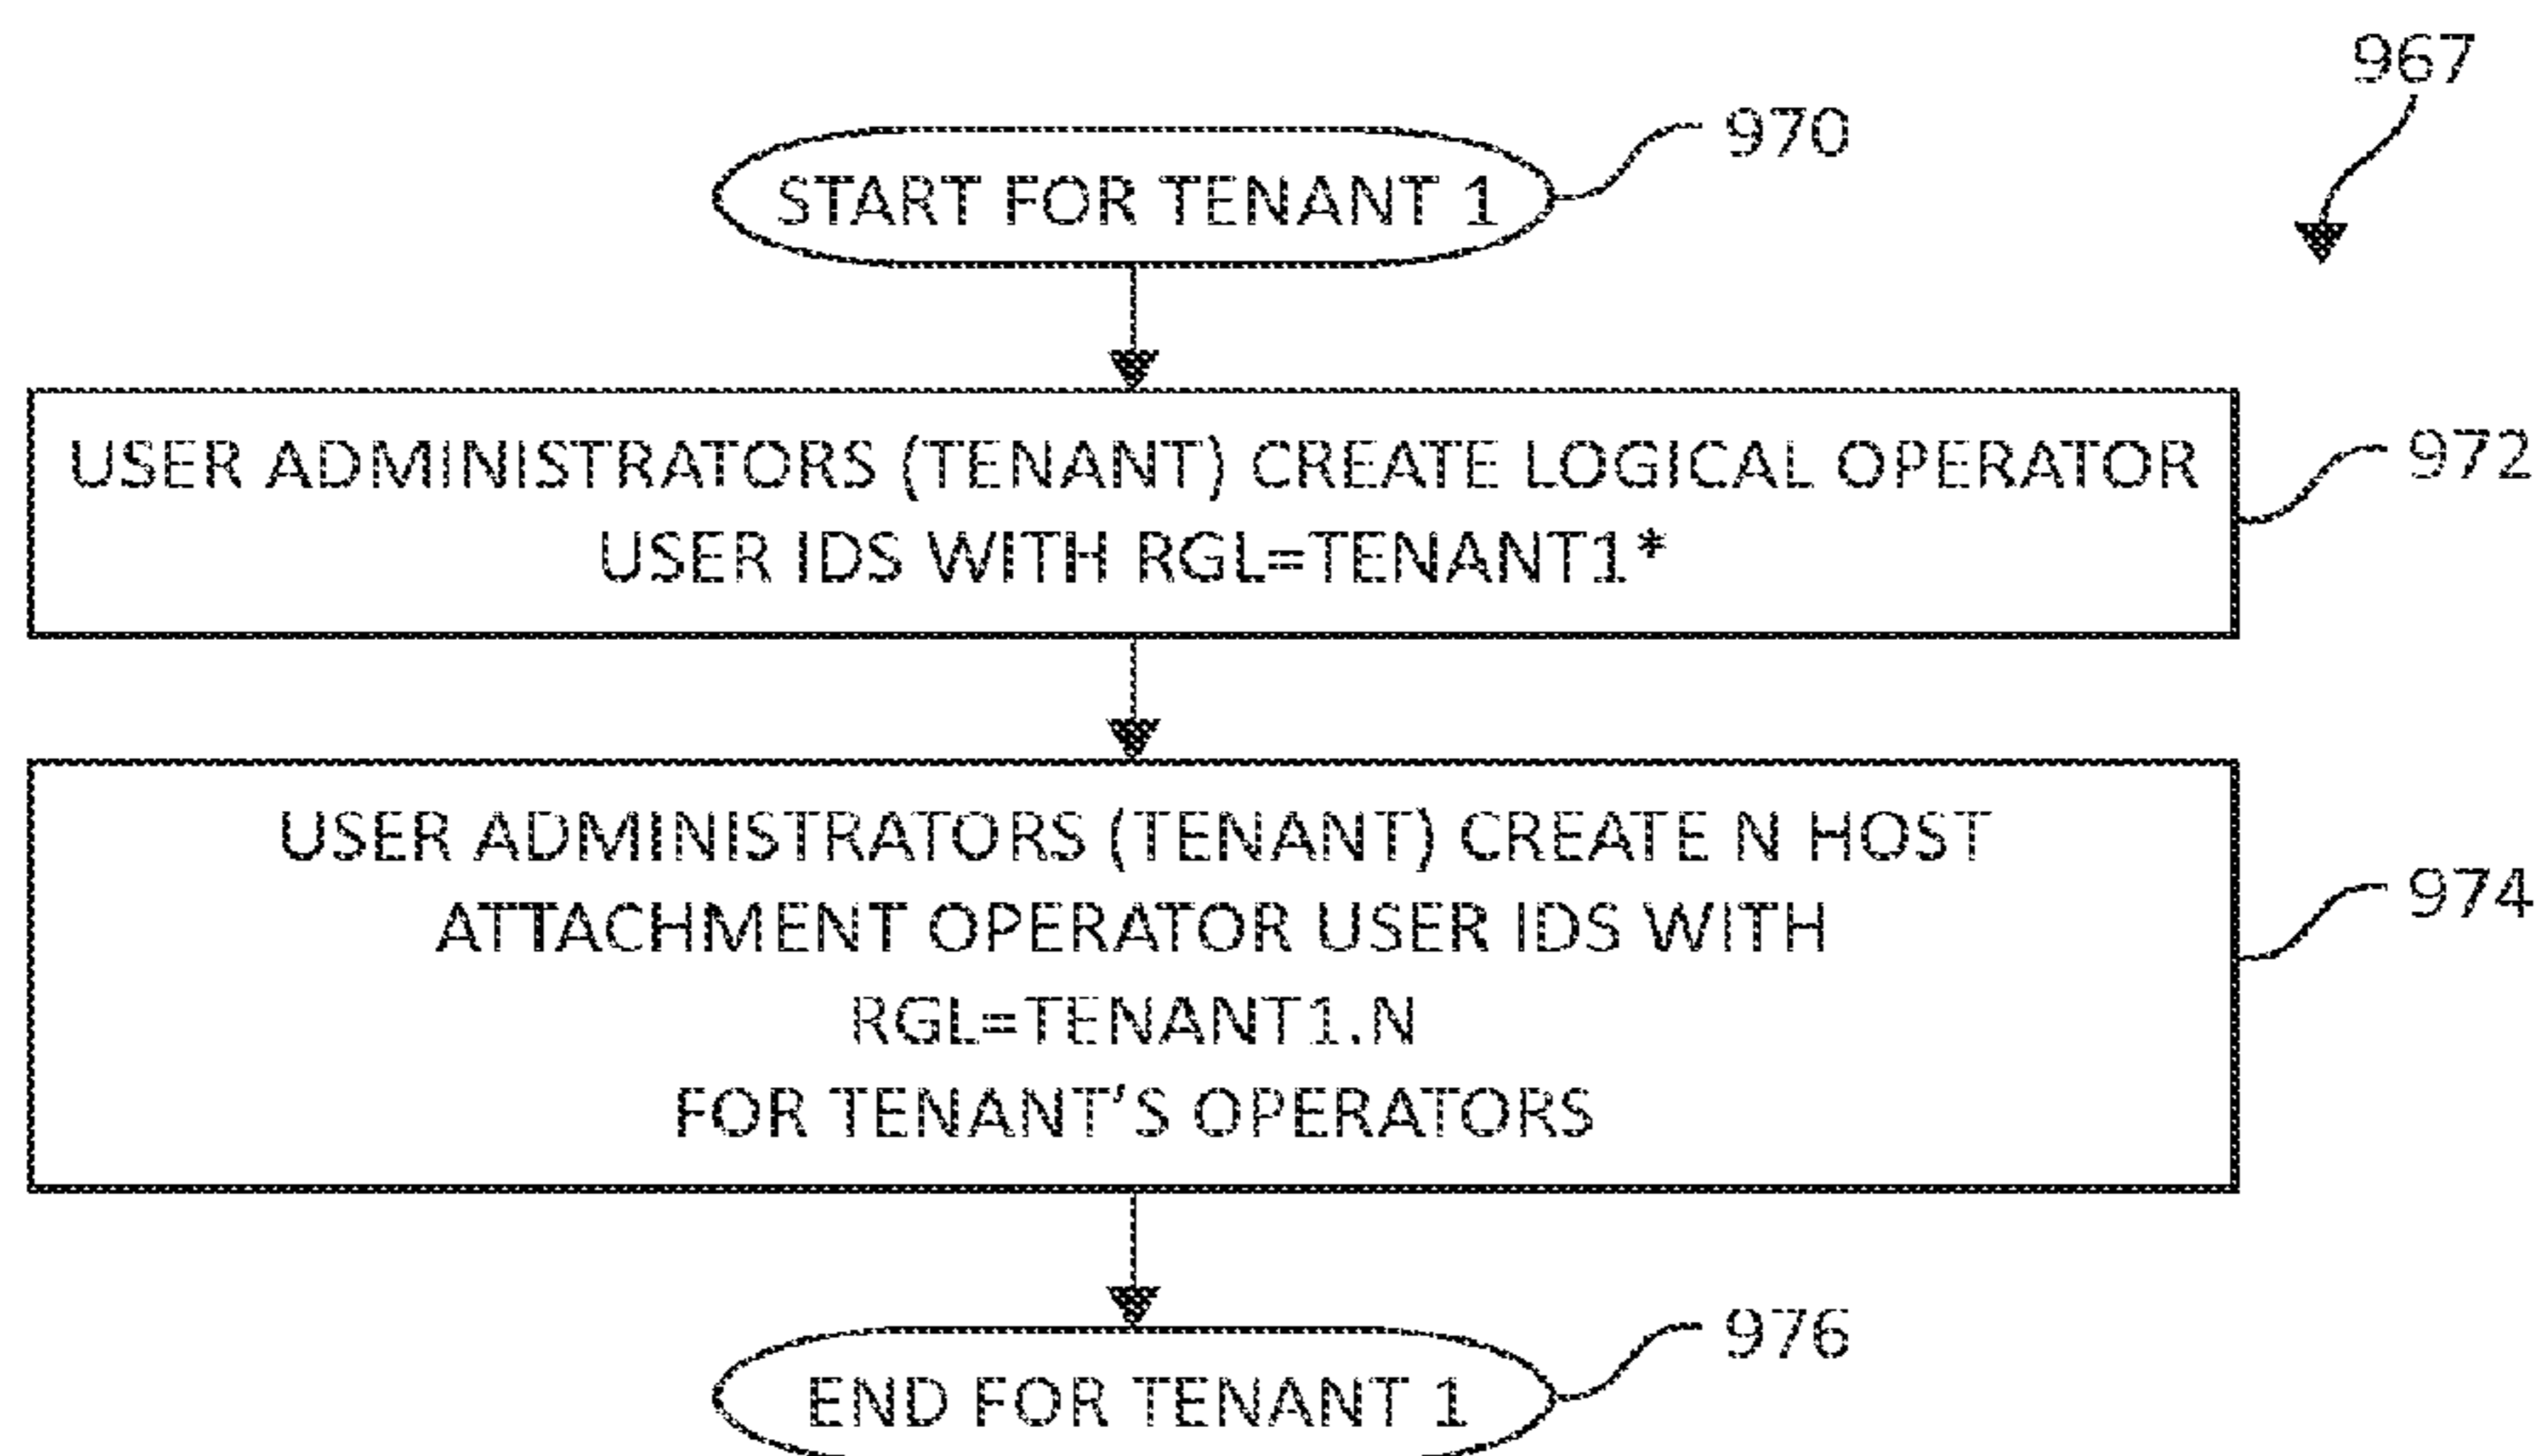 967
970
START FOR TENANT 1
USER ADMINISTRATORS (TENANT) CREATE LOGICAL OPERATOR
USER IDS WITH RGL=TENANT1*
972
USER ADMINISTRATORS (TENANT) CREATE N HOST
ATTACHMENT OPERATOR USER IDS WITH
RGL=TENANT1.N
FOR TENANT'S OPERATORS
974
976
END FOR TENANT 1